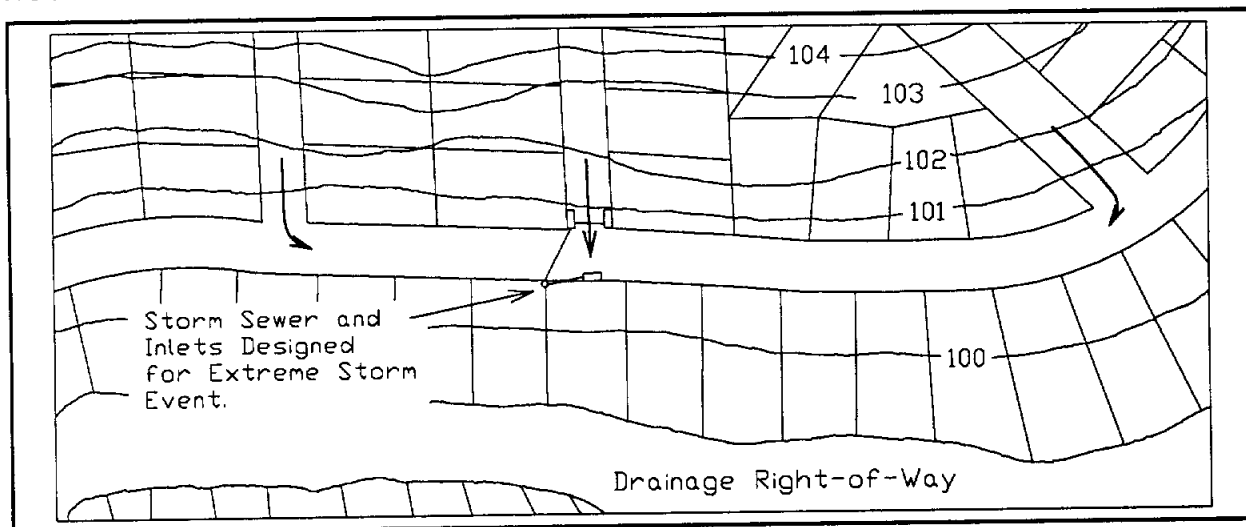 104
103
102
101
Storm Sewer and
Inlets Designed
for Extreme Storm
Event.
100
Drainage Right-of-Way